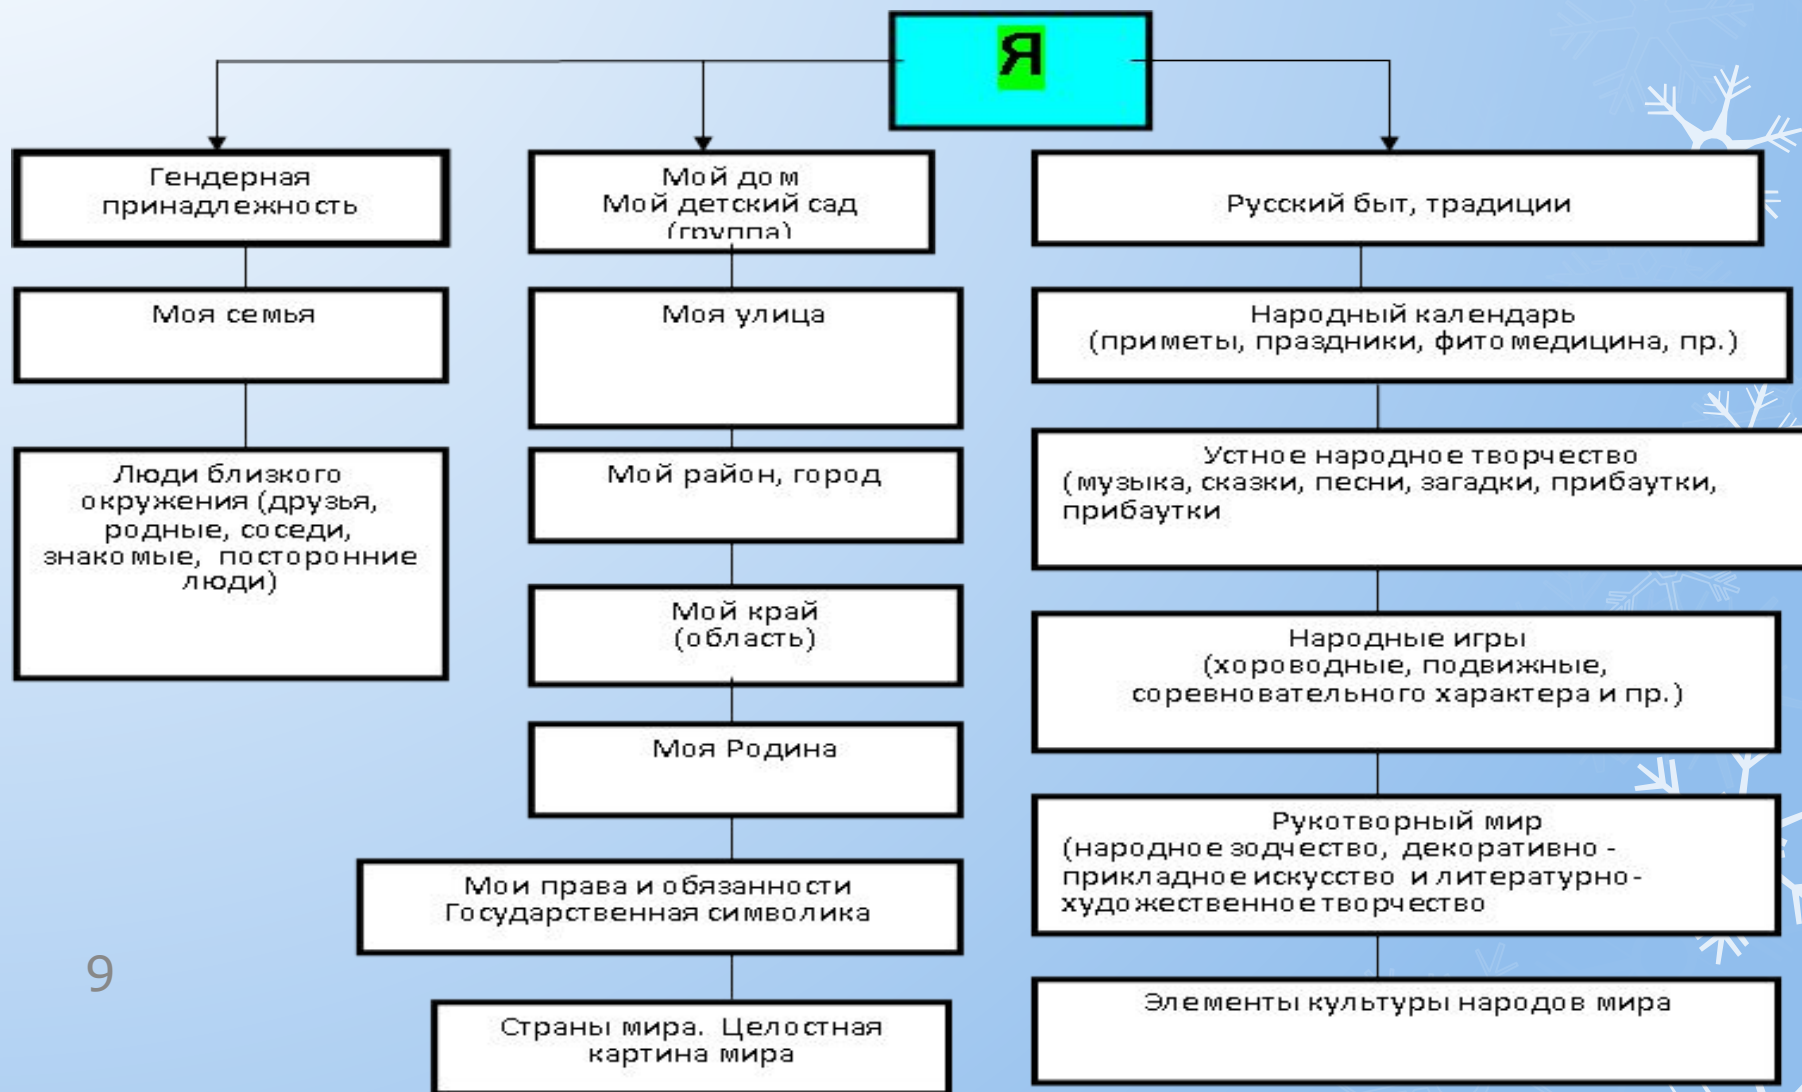 Я
Гендерная
принадлежность
Моя семья
Люди близкого
окружения (друзья,
родные, соседи,
знакомые, посторонние
люди)
Мой дом
Мой детский сад
(группа)
Моя улица
Мой район, город
Мой край
(область)
Моя Родина
Мои права и обязанности
Государственная символика
Страны мира. Целостная
картина мира
Русский быт, традиции
Народный календарь
(приметы, праздники, фитомедицина, пр.)
Устное народное творчество
(музыка, сказки, песни, загадки, прибаутки,
прибаутки
Народные игры
(хороводные, подвижные,
соревновательного характера и пр.)
Рукотворный мир
(народное зодчество, декоративно -
прикладное искусство и литературно-
художественное творчество
Элементы культуры народов мира
9